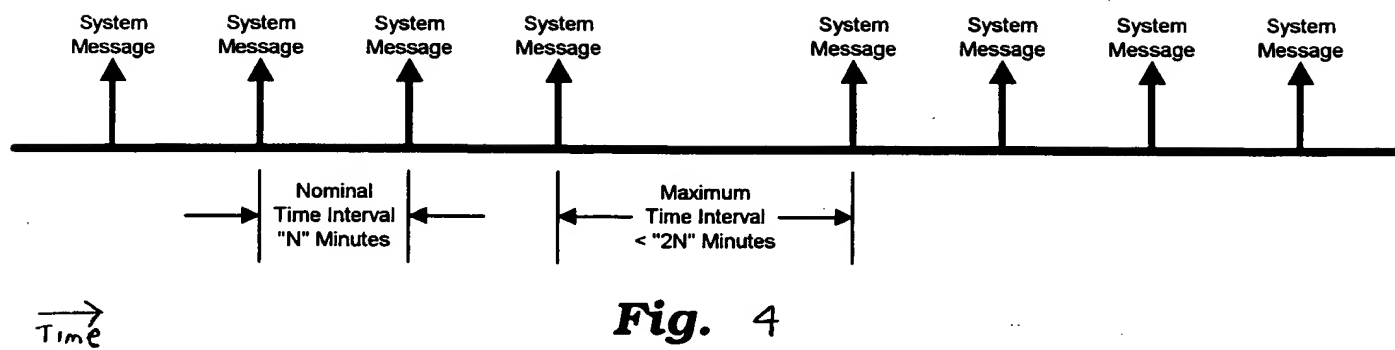 System Message
System Message
System Message
System Message
System Message
System Message
System Message
System Message
Nominal
Time Interval
"N" Minutes
Maximum
Time Interval
< "2N" Minutes
Time
Fig. 4